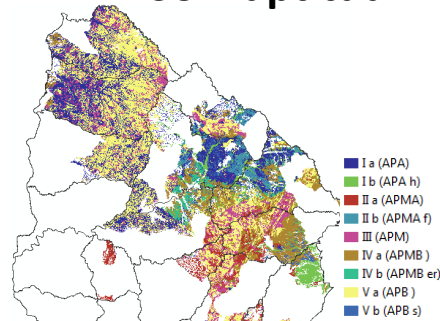 I a (APA)
I b (APA h)
II a (APMA)
II b (APMA f)
III (APM)
IV a (APMB )
IV b (APMB er)
V a (APB )
V b (APB s)